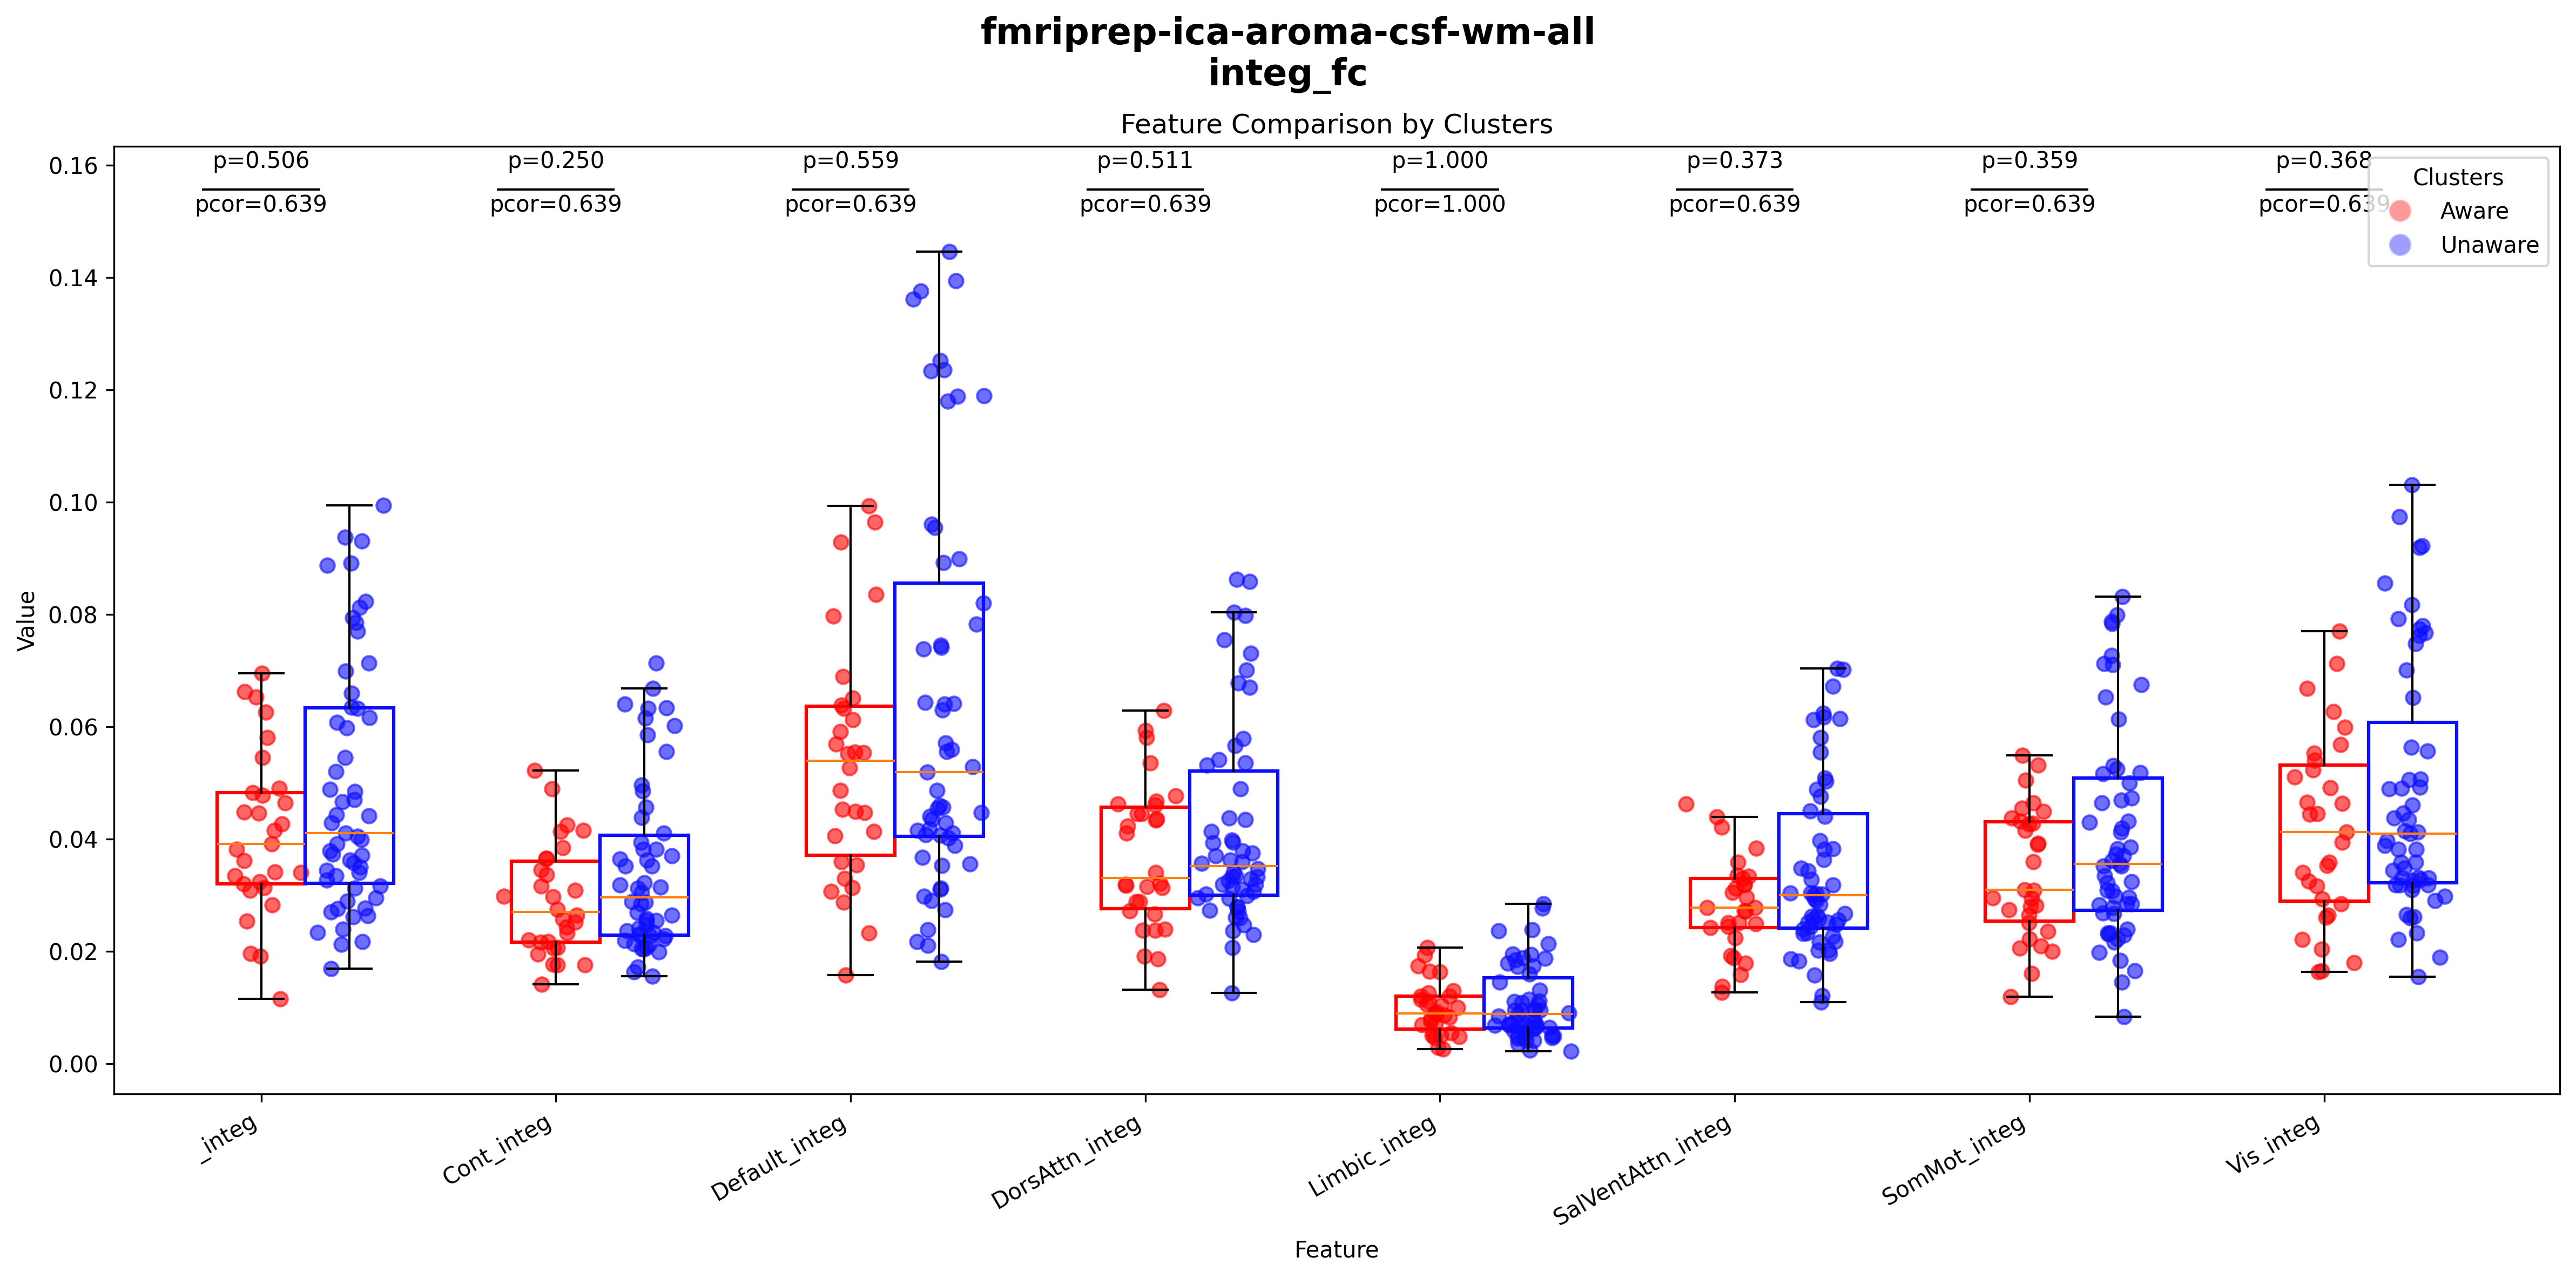 fmriprep-ica-aroma-csf-wm-all
integ_fc
Feature Comparison by Clusters
p=0.506 p=0.250 p=0.559 p=0.511 p=1.000 p=0.373 p=0.359 p=0.368
pcor=0.639 pcor=0.639 pcor=0.639 pcor=0.639 pcor=1.000 pcor=0.639 pcor=0.639 pcor=0.639
Clusters
Aware
Unaware
0.16
0.14
0.12
0.10
0.08
0.06
0.04
0.02
0.00
Value
_integ Cont_integ Default_integ DorsAttn_integ Limbic_integ SalVentAttn_integ SomMot_integ Vis_integ
Feature